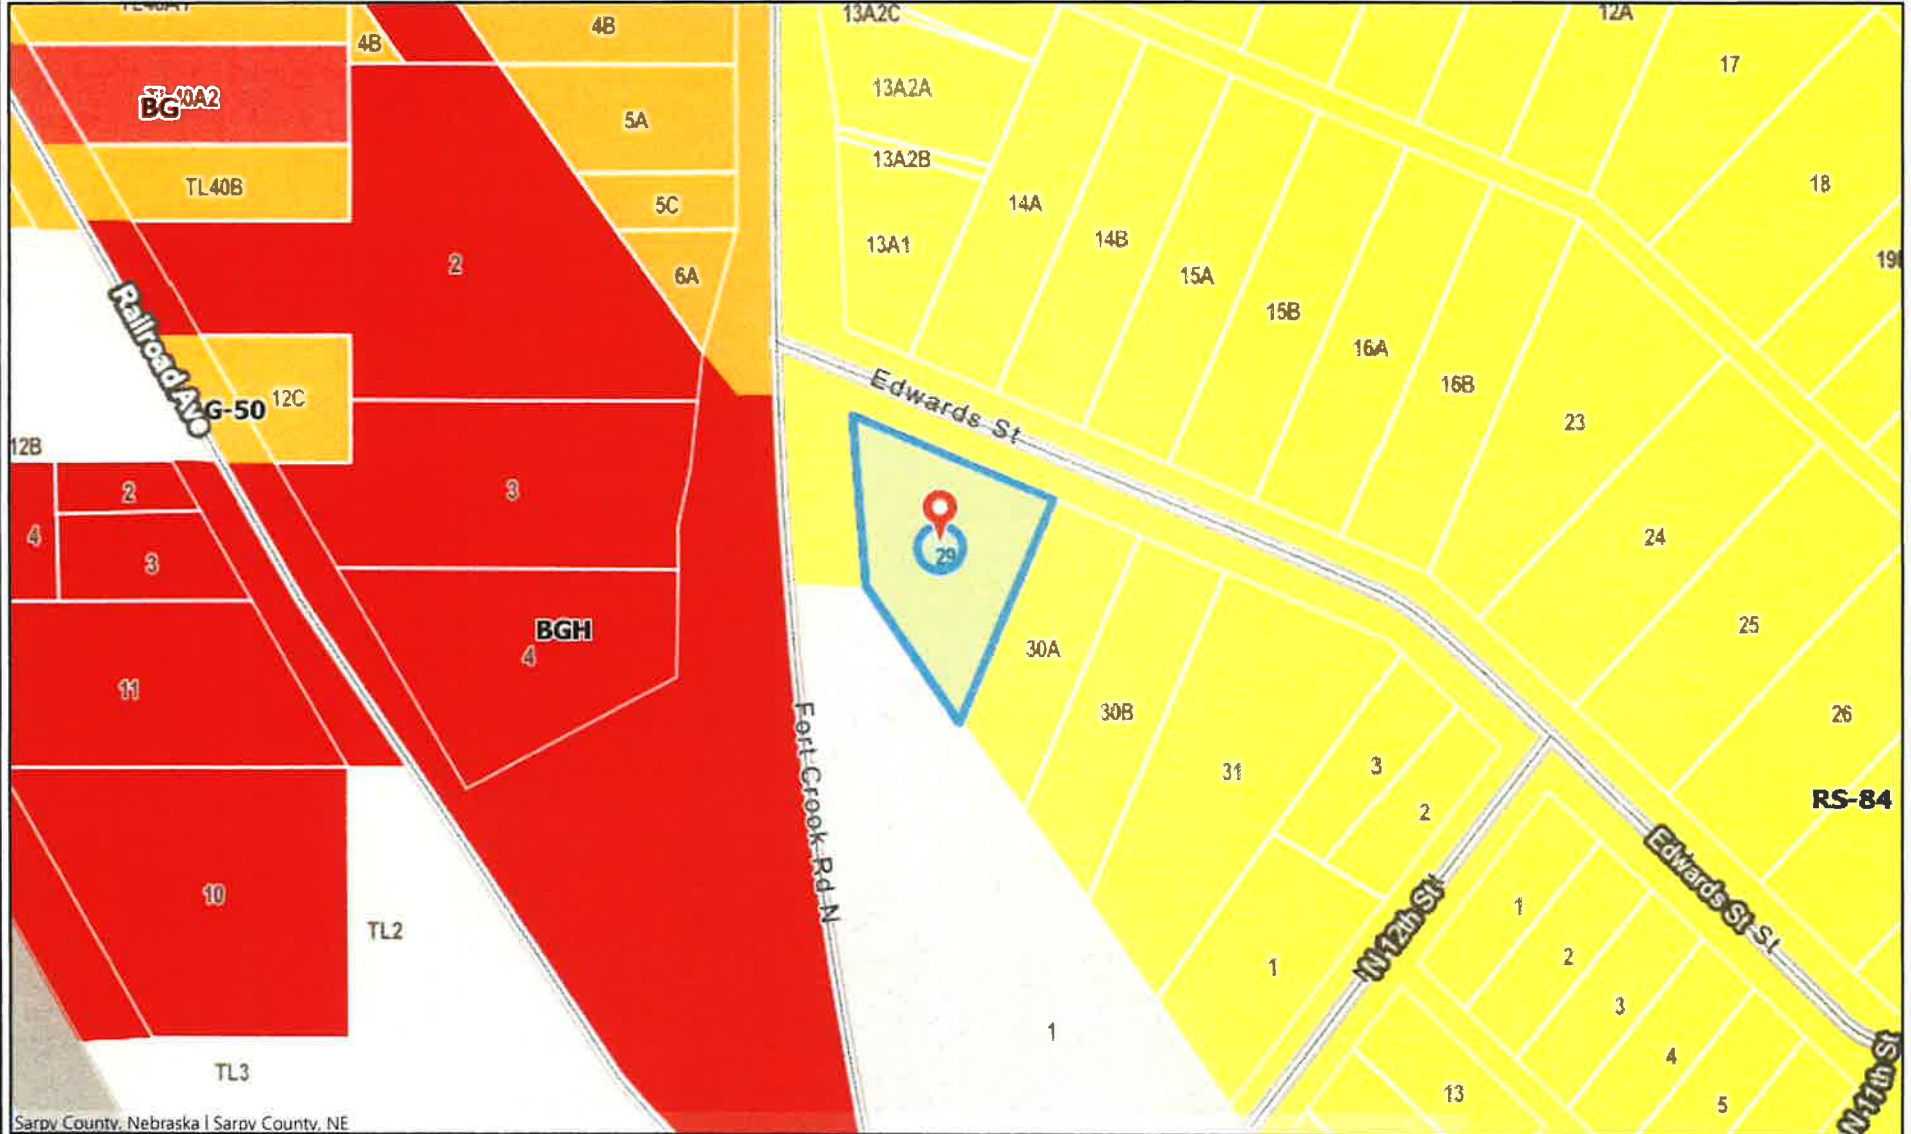 TL40A1
4B
4B
13A2C
12A
17
BG
TL40A2
5A
13A2A
13A2B
TL40B
5C
14A
18
13A1
14B
2
6A
15A
19
Railroad Ave
15B
16A
16B
G-50
12C
Edwards St
23
12B
2
3
4
3
29
24
BGH
4
30A
25
11
30B
26
Fort Crook Rd N
31
3
2
RS-84
Edwards St St
10
1
N 12th St
TL2
2
1
3
1
4
TL3
13
5
N 11th St
Sarpy County, Nebraska | Sarpy County, NE